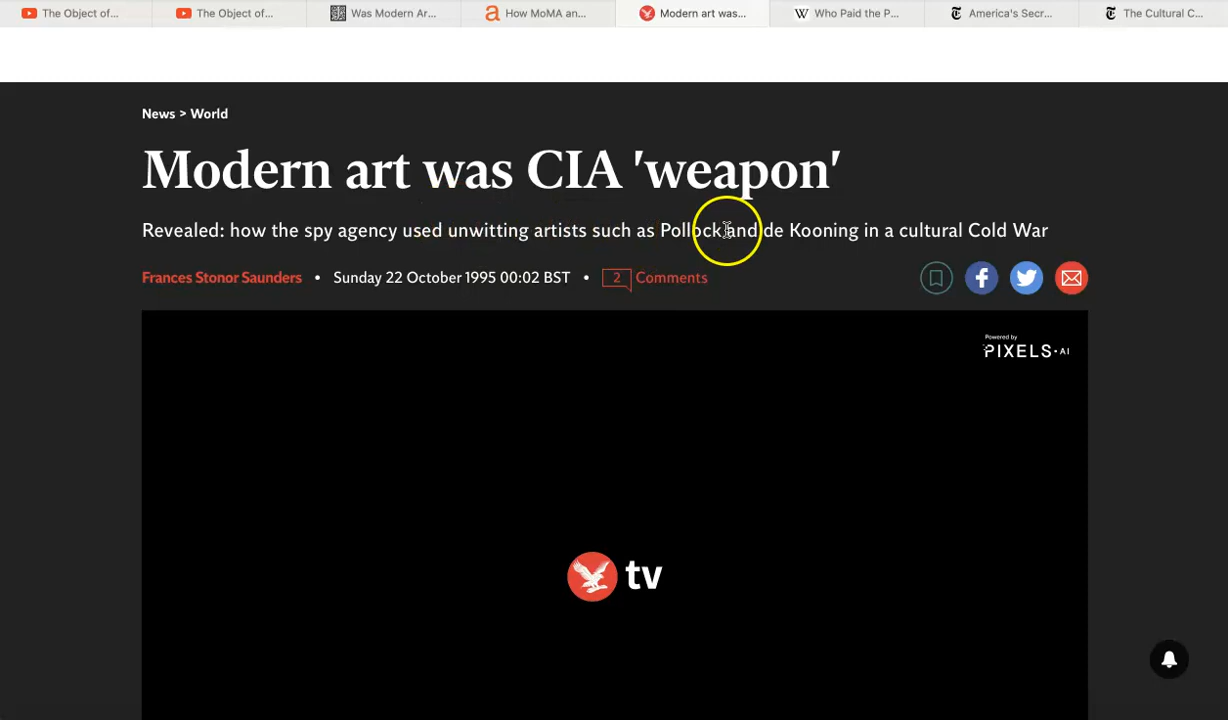 The Object of...
The Object of...
Was Modern Ar...
How MoMA an...
Modern art was...
Who Paid the P...
America's Secr...
The Cultural C...
News > World
Modern art was CIA 'weapon'
Revealed: how the spy agency used unwitting artists such as Pollock and de Kooning in a cultural Cold War
Frances Stonor Saunders • Sunday 22 October 1995 00:02 BST • 2 Comments
Powered by
PIXELS·AI
tv